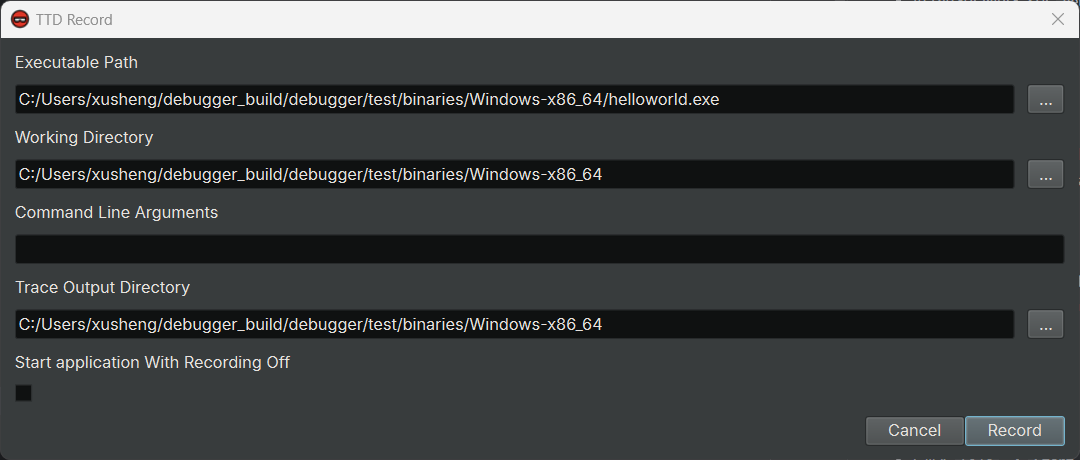 TTD Record
Executable Path
C:/Users/xusheng/debugger_build/debugger/test/binaries/Windows-x86_64/helloworld.exe
...
Working Directory
C:/Users/xusheng/debugger_build/debugger/test/binaries/Windows-x86_64
...
Command Line Arguments
Trace Output Directory
C:/Users/xusheng/debugger_build/debugger/test/binaries/Windows-x86_64
...
Start application With Recording Off
Cancel Record